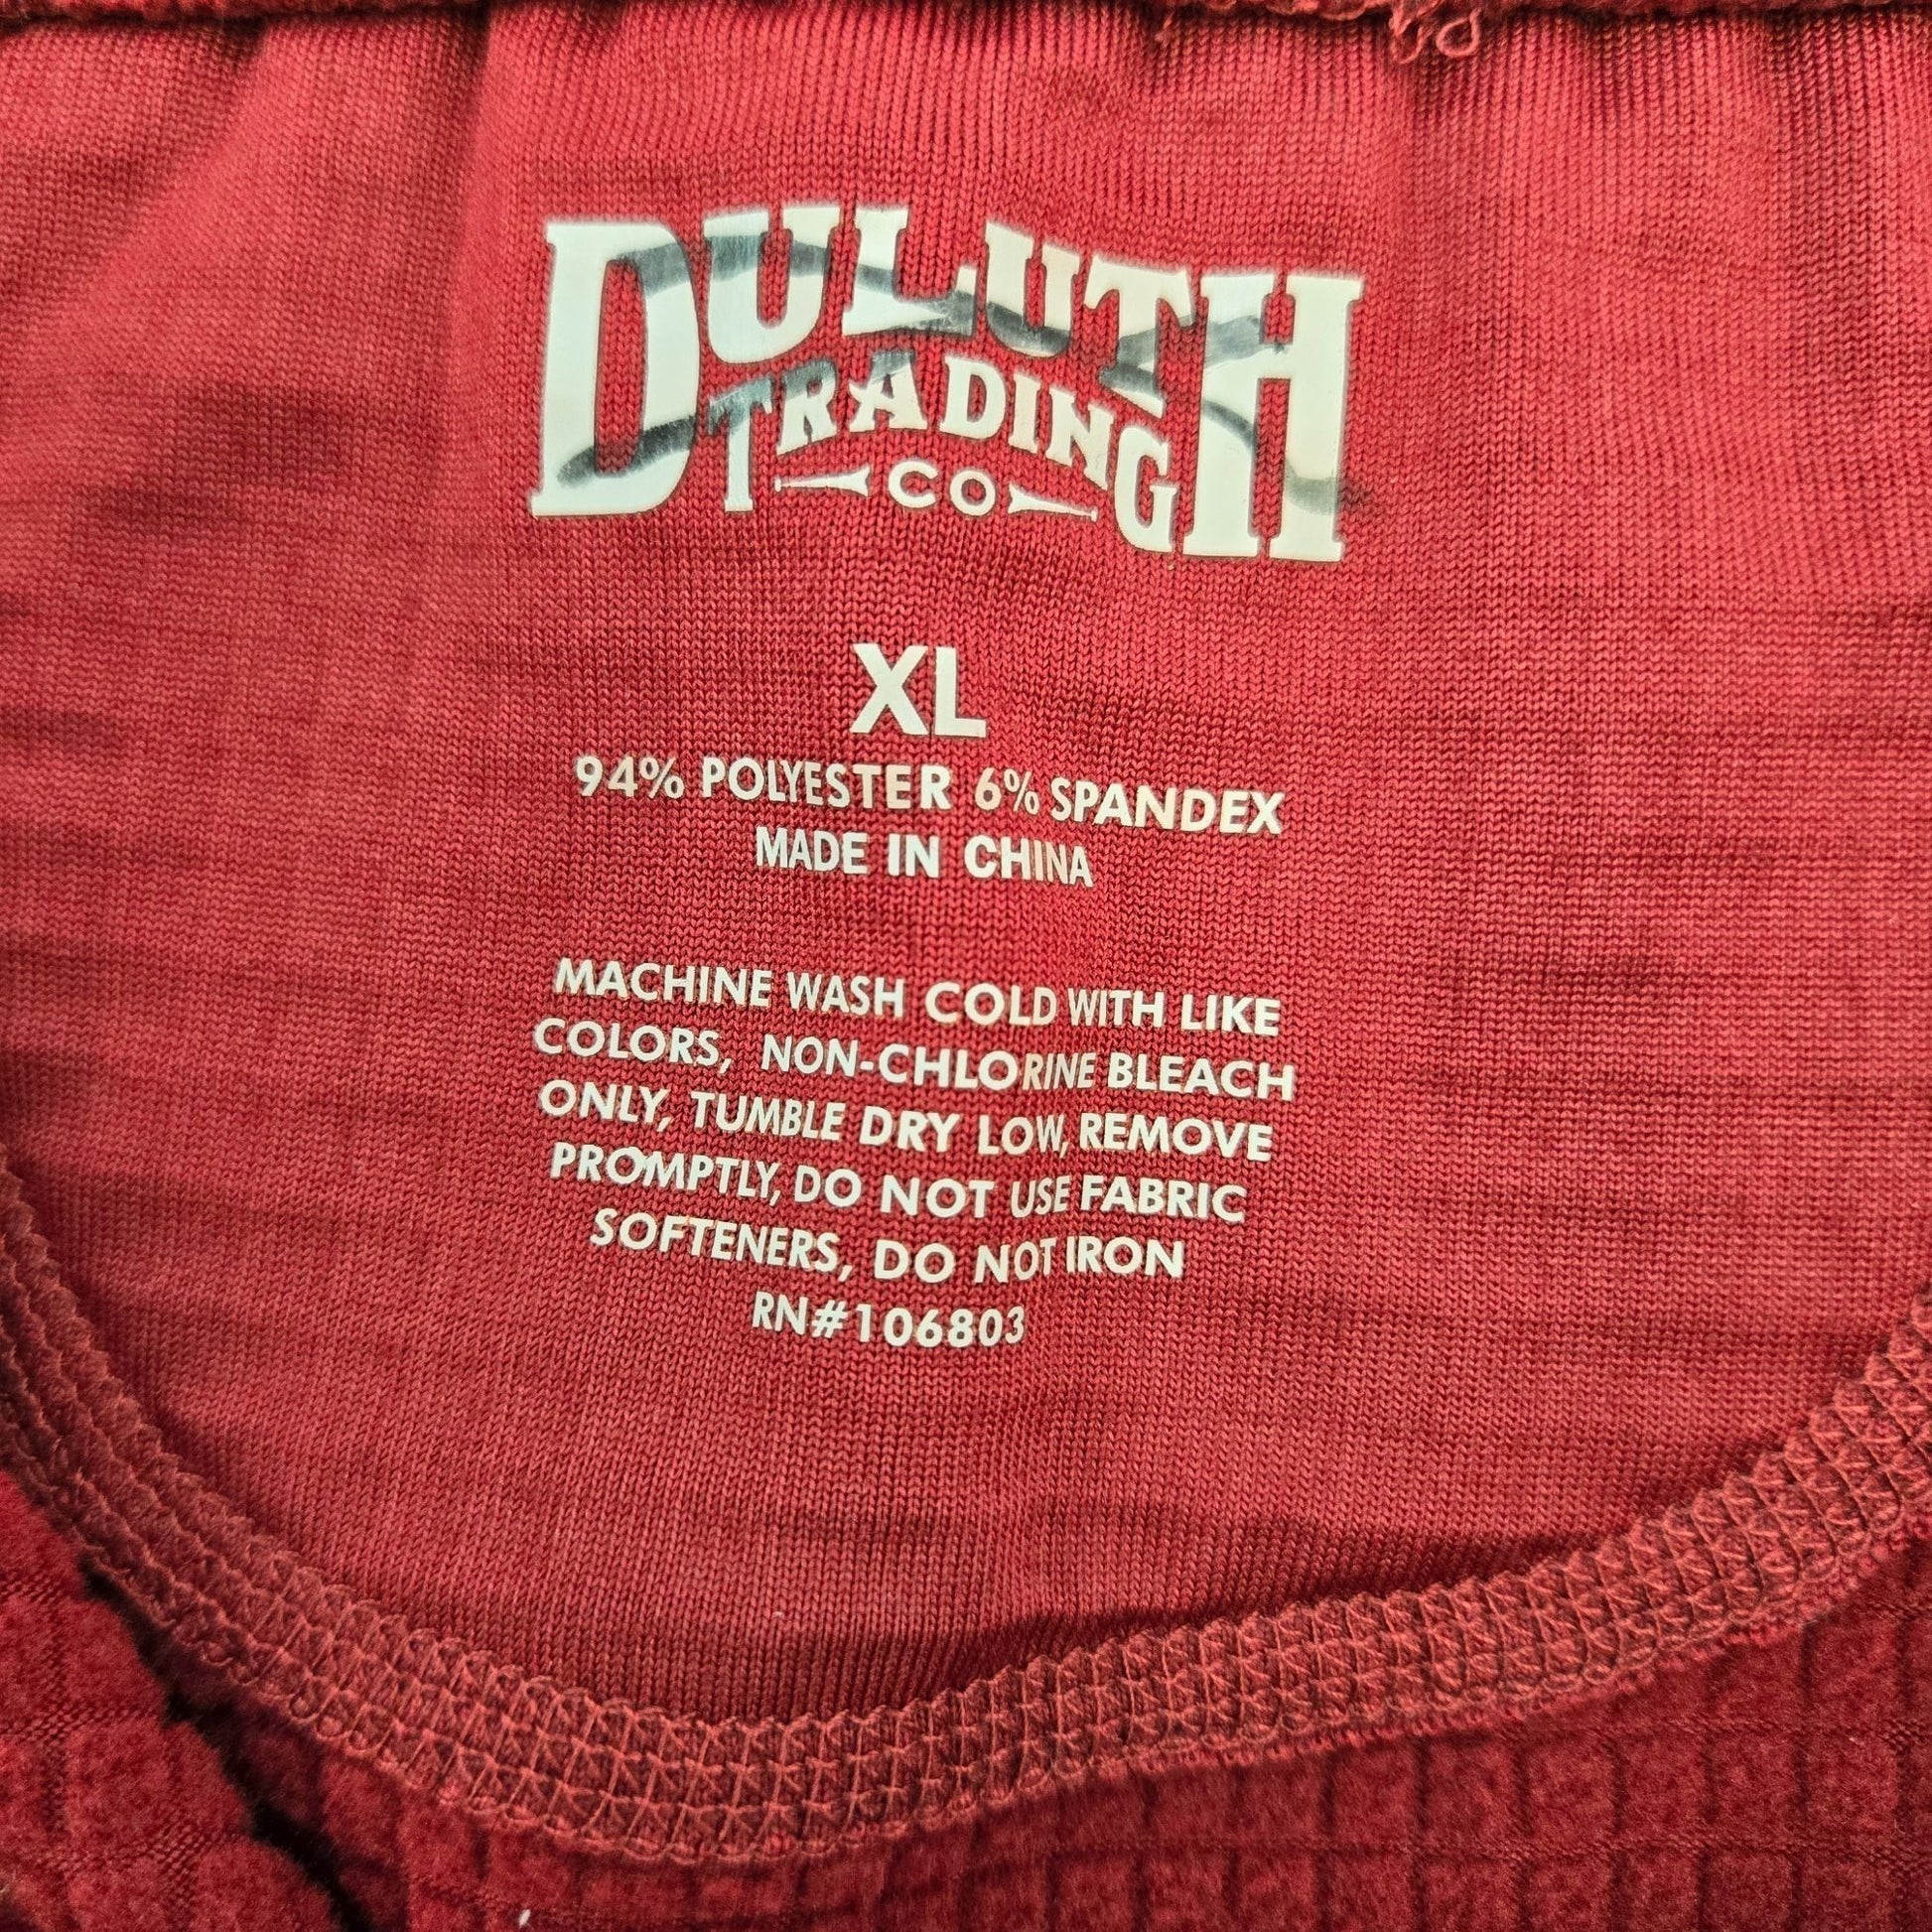 DULUTH
TRADING
CO
XL
94% POLYESTER 6% SPANDEX
MADE IN CHINA
MACHINE WASH COLD WITH LIKE
COLORS, NON-CHLORINE BLEACH
ONLY, TUMBLE DRY LOW, REMOVE
PROMPTLY, DO NOT USE FABRIC
SOFTENERS, DO NOT IRON
RN#106803